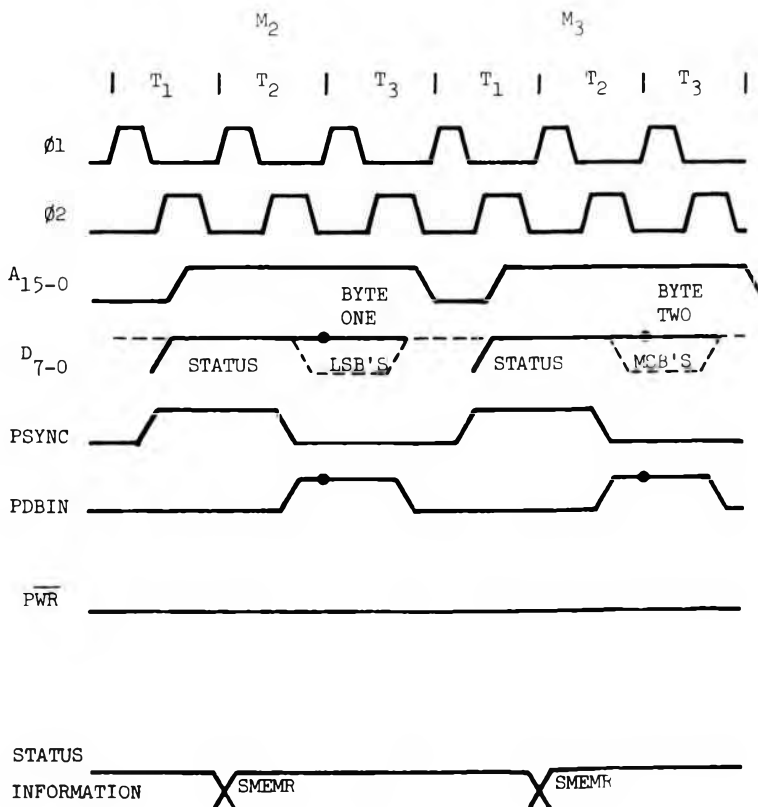 M2 M3
T1 T2 T3 T1 T2 T3
Ø1
Ø2
A15-0
BYTE ONE
BYTE TWO
D7-0
STATUS LSB'S STATUS MSB'S
PSYNC
PDBIN
PW̅R̅
STATUS INFORMATION
SMEMR SMEMR